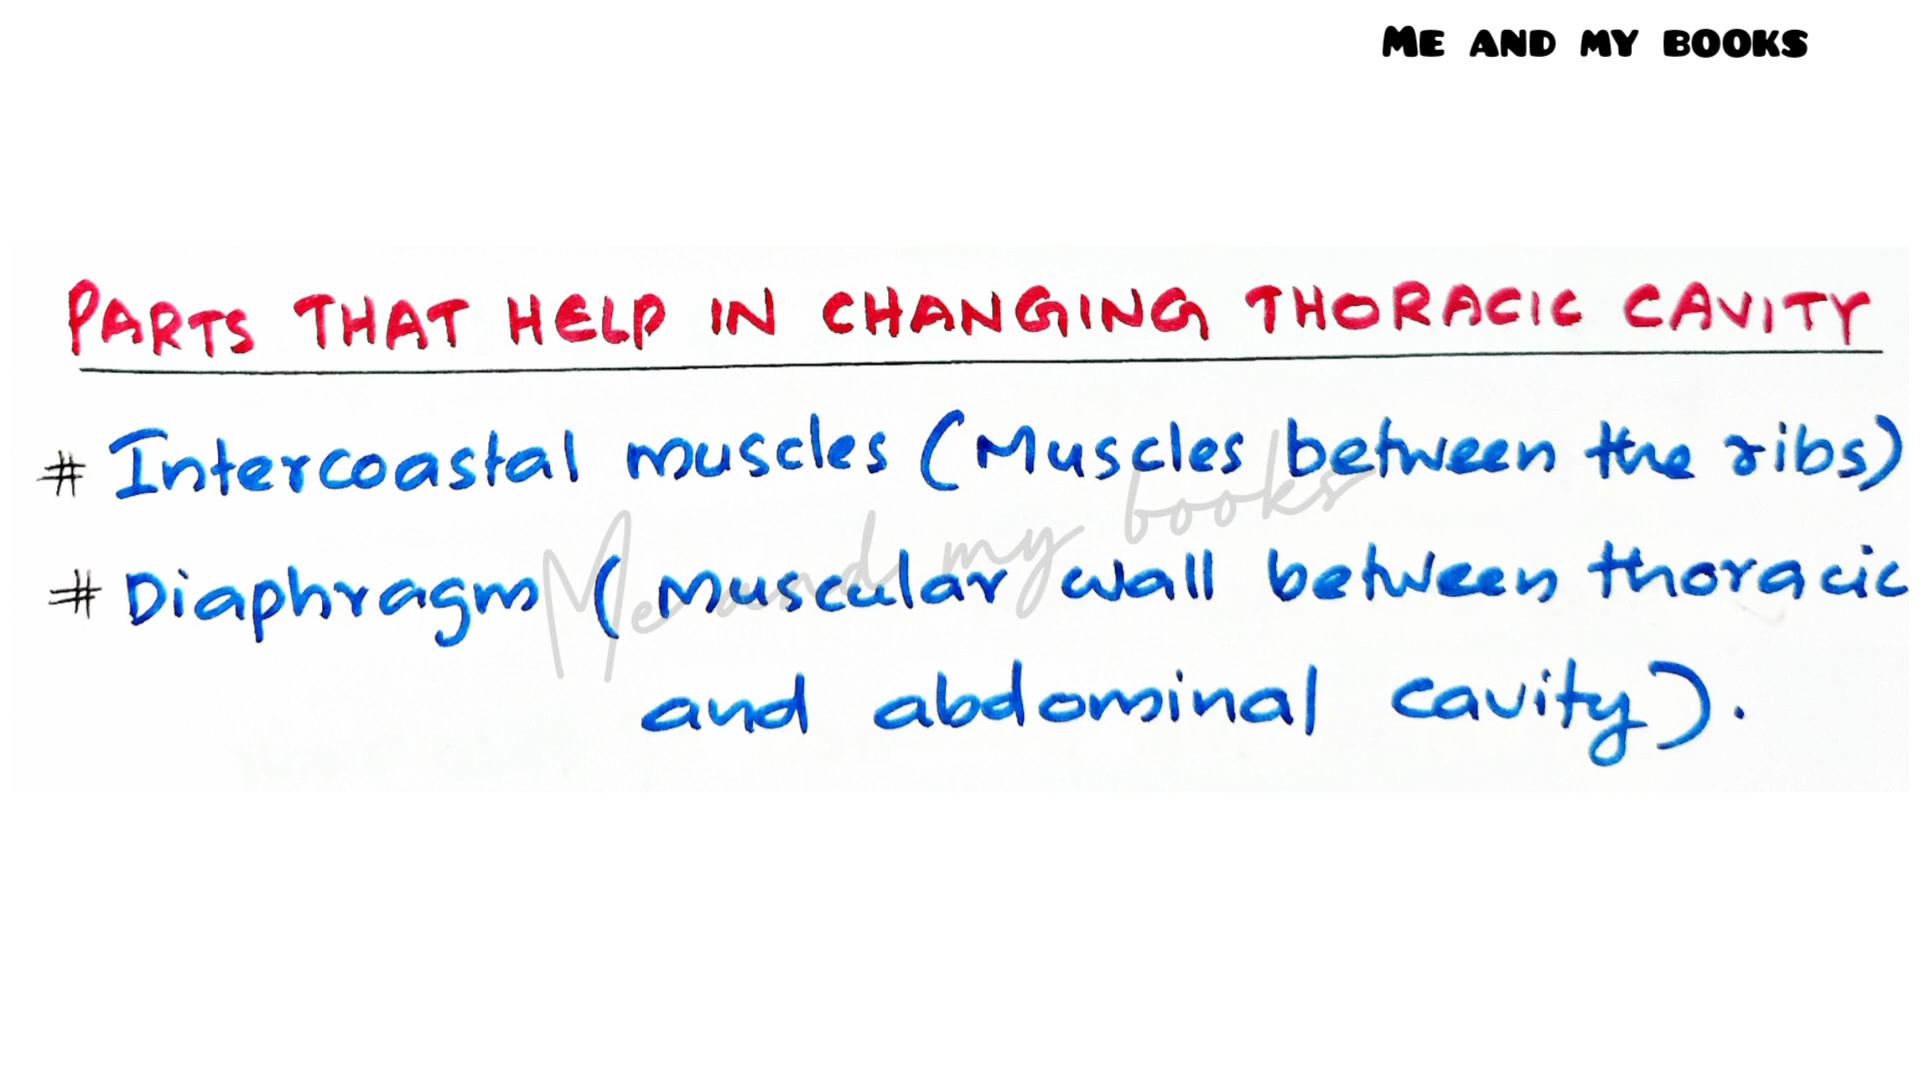 ME AND MY BOOKS
PARTS THAT HELP IN CHANGING THORACIC CAVITY
# Intercoastal muscles (Muscles between the ribs)
Me and my books
# Diaphragm (Muscular wall between thoracic
and abdominal cavity).